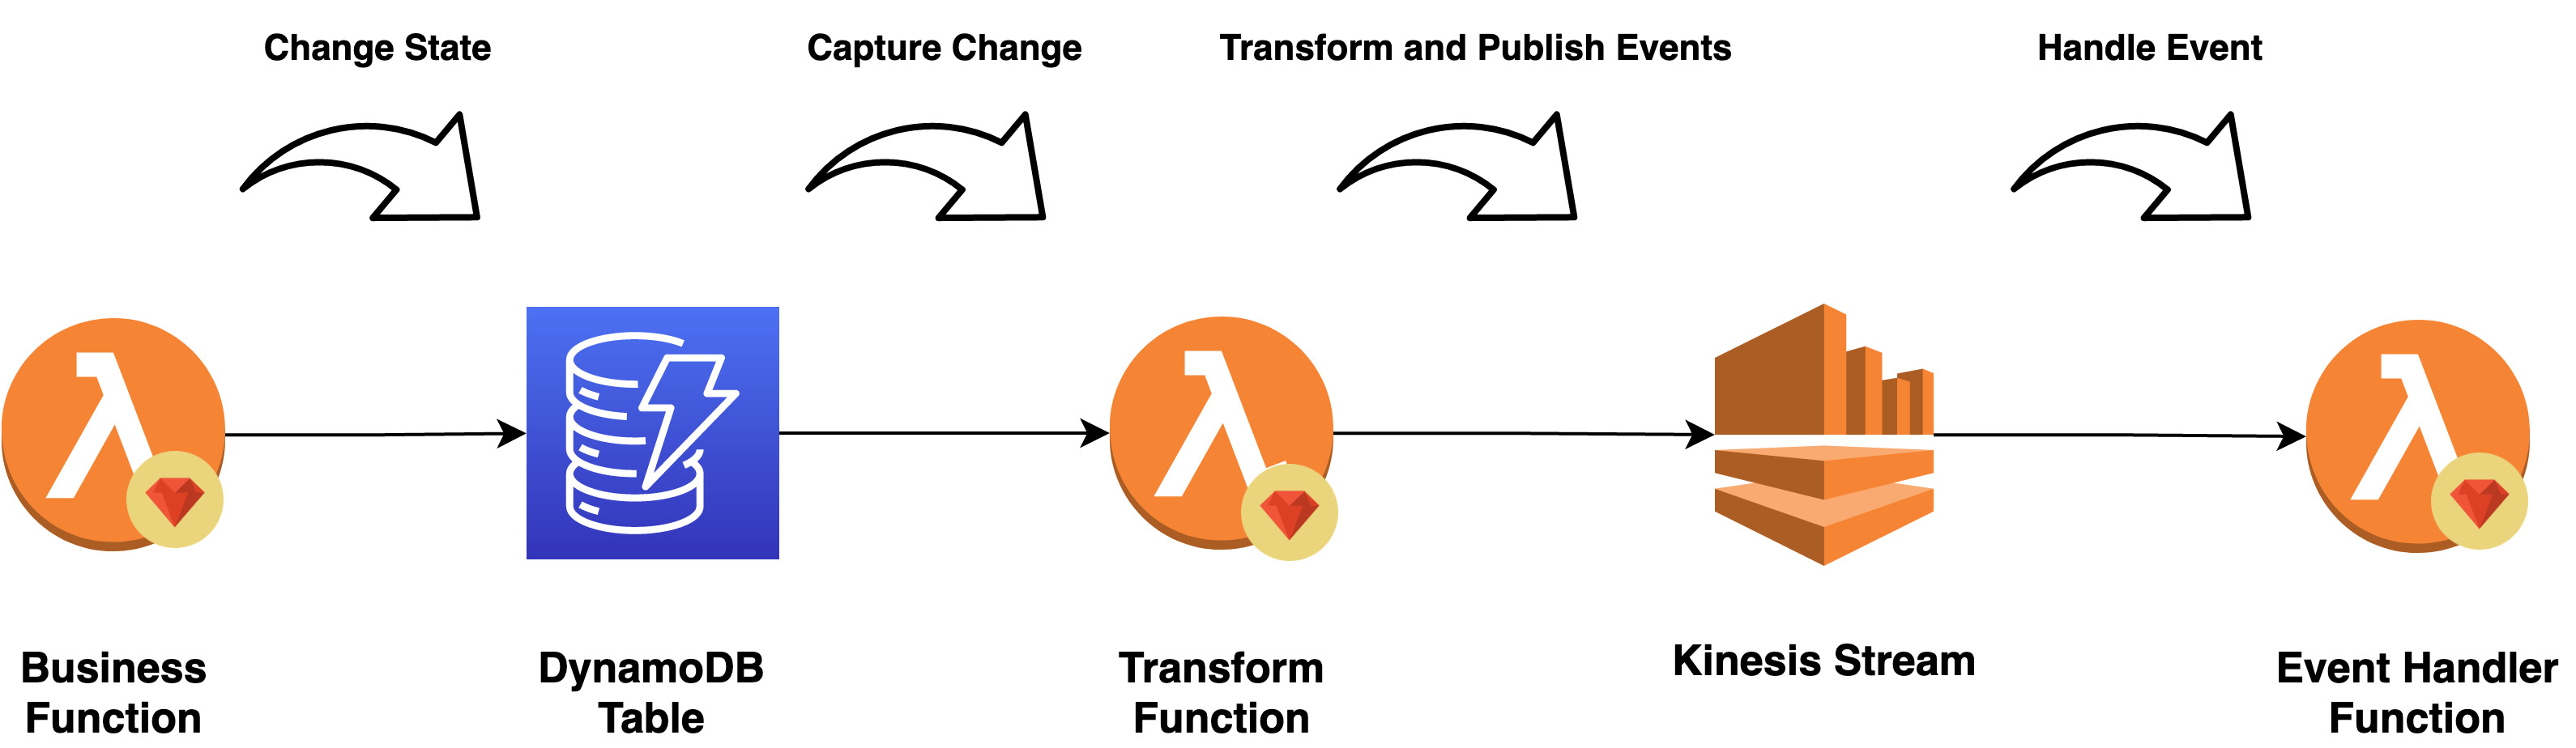 Change State
Capture Change
Transform and Publish Events
Handle Event
Business
Function
DynamoDB
Table
Transform
Function
Kinesis Stream
Event Handler
Function